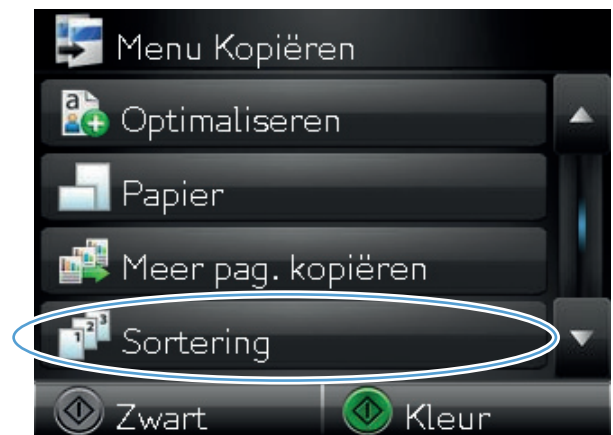 Menu Kopiëren
Optimaliseren
Papier
Meer pag. kopiëren
Sortering
Zwart
Kleur